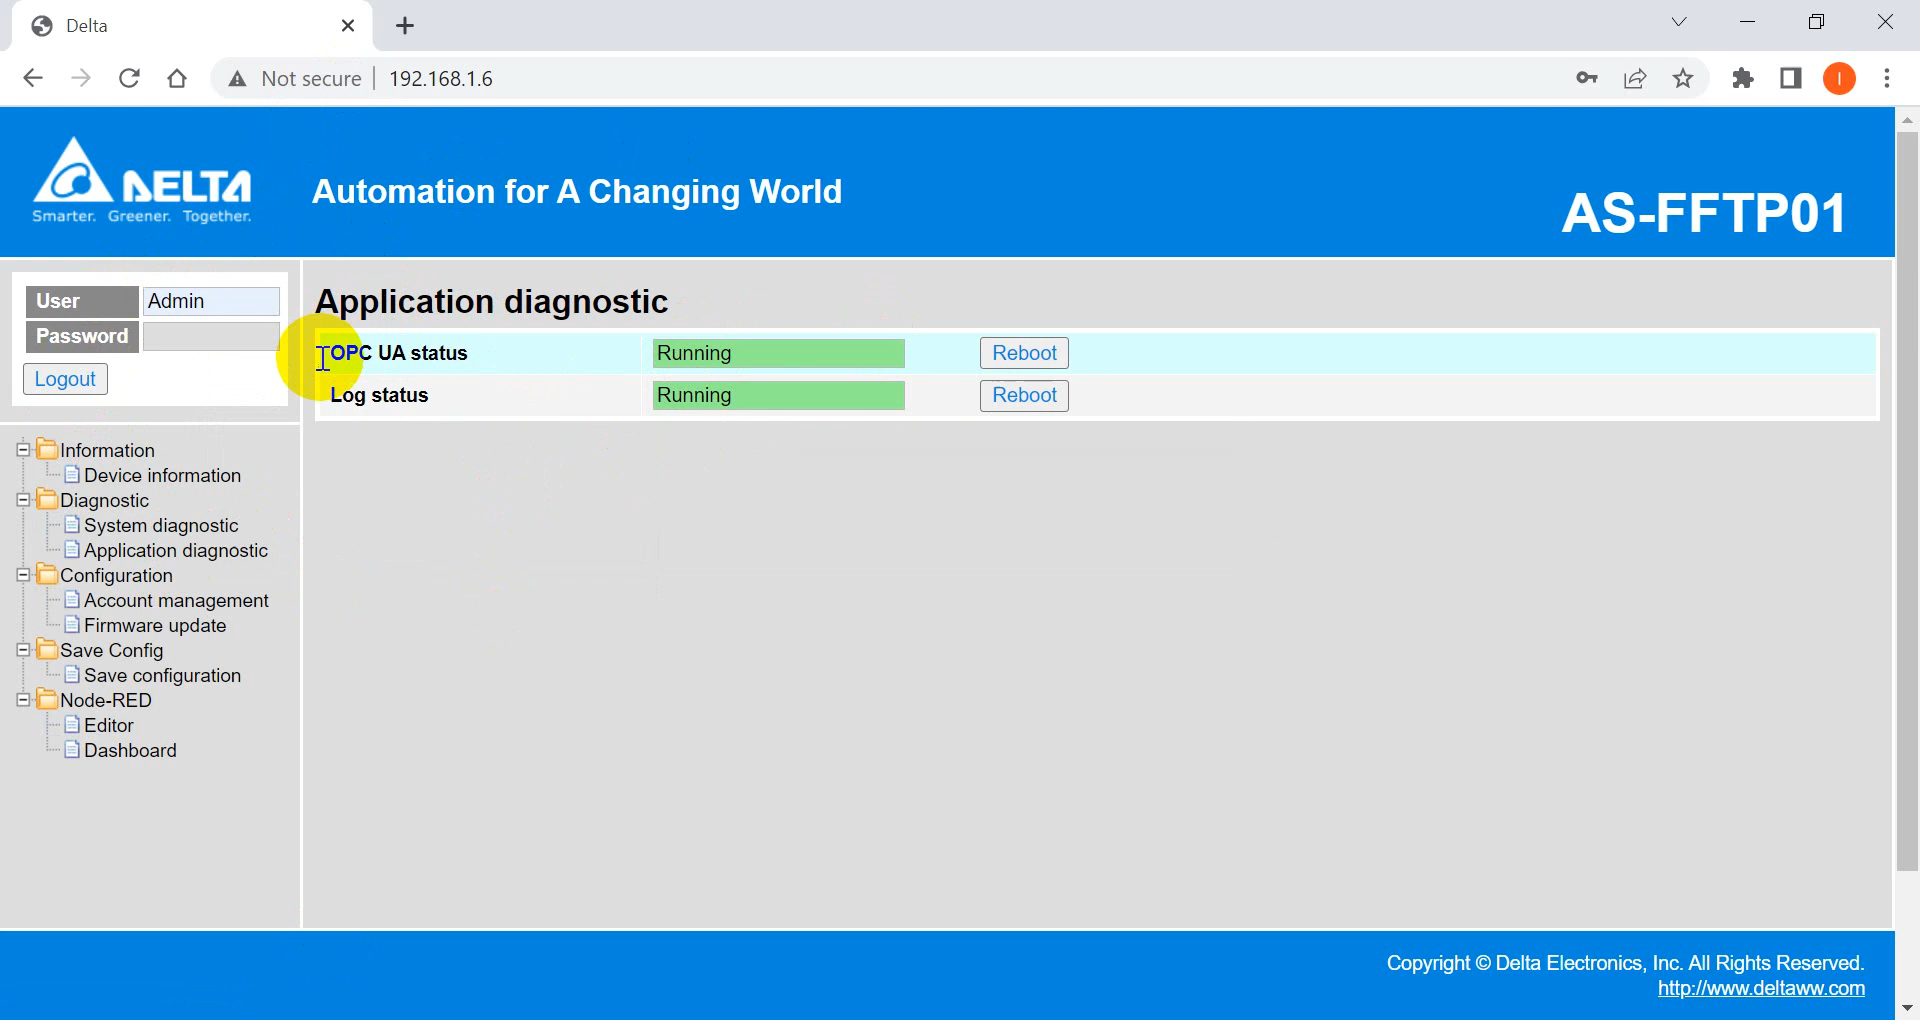 Delta
Not secure 192.168.1.6
I
DELTA
Smarter. Greener. Together.
Automation for A Changing World
AS-FFTP01
User Admin
Password
Logout
Application diagnostic
OPC UA status Running Reboot
Log status Running Reboot
Information
Device information
Diagnostic
System diagnostic
Application diagnostic
Configuration
Account management
Firmware update
Save Config
Save configuration
Node-RED
Editor
Dashboard
Copyright © Delta Electronics, Inc. All Rights Reserved.
http://www.deltaww.com